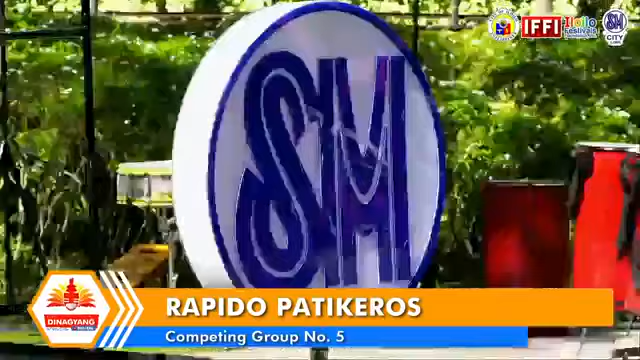 IFFI
Iloilo
Festivals
SM
CITY
SM
DINAGYANG
RAPIDO PATIKEROS
Competing Group No. 5